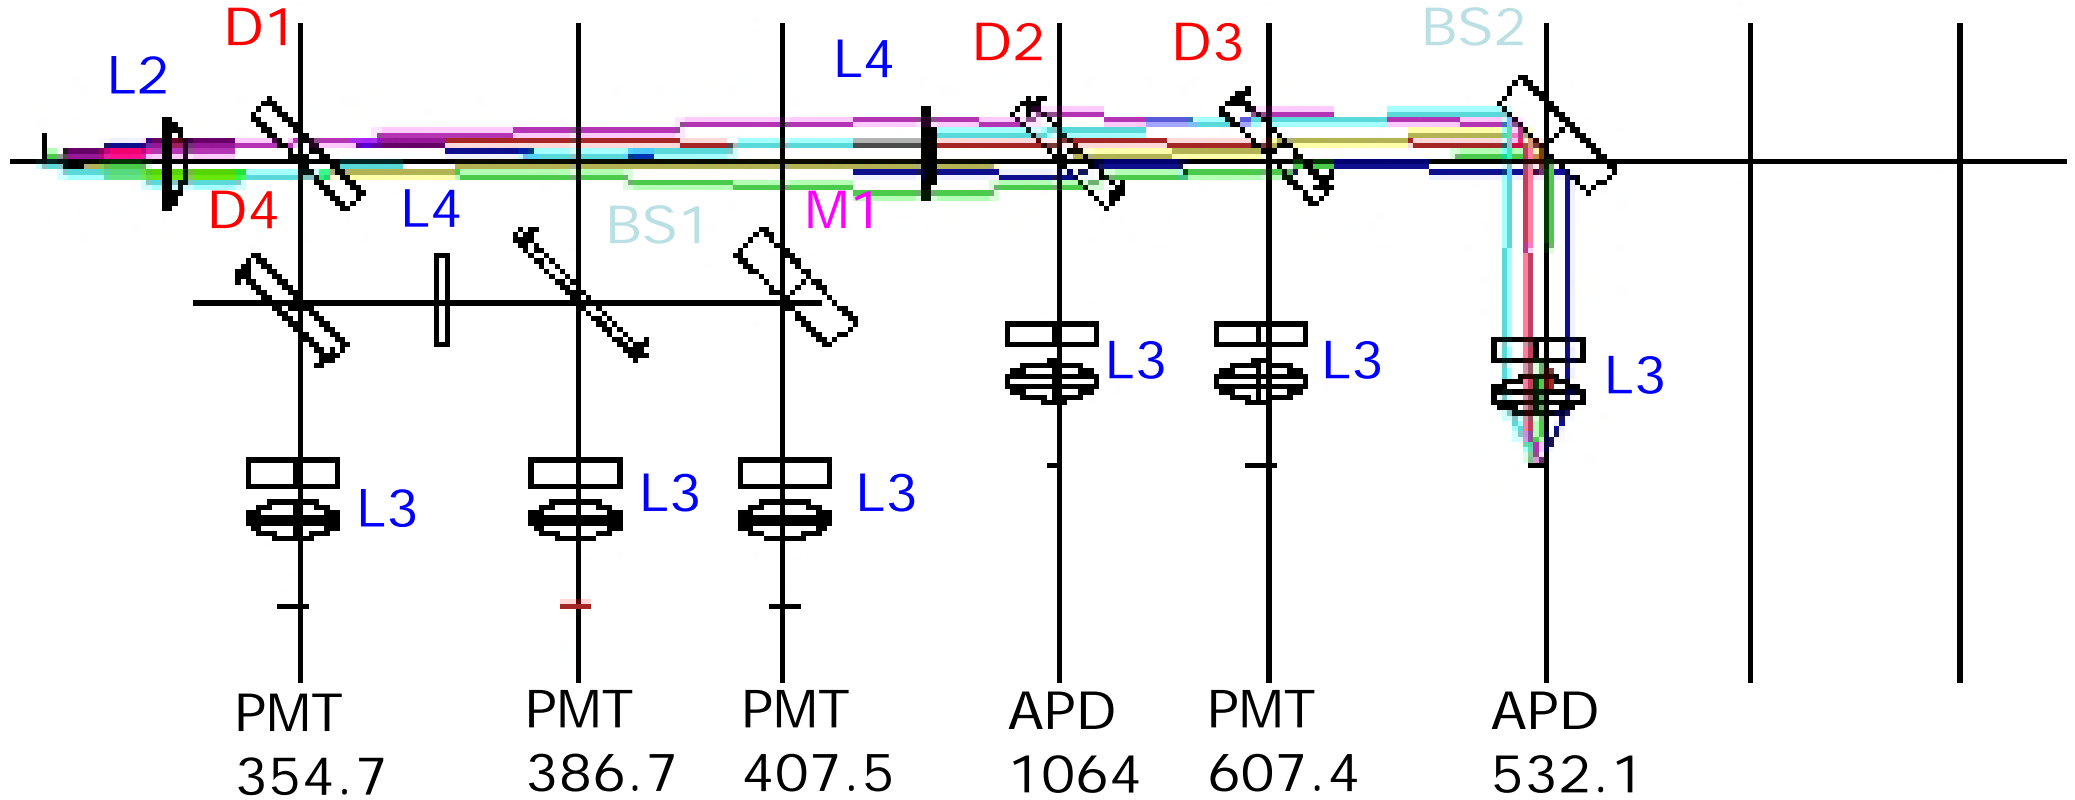 D1
L2
L4
D2
D3
BS2
D4
L4
BS1
M1
L3
L3
L3
L3
L3
L3
PMT
354.7
PMT
386.7
PMT
407.5
APD
1064
PMT
607.4
APD
532.1